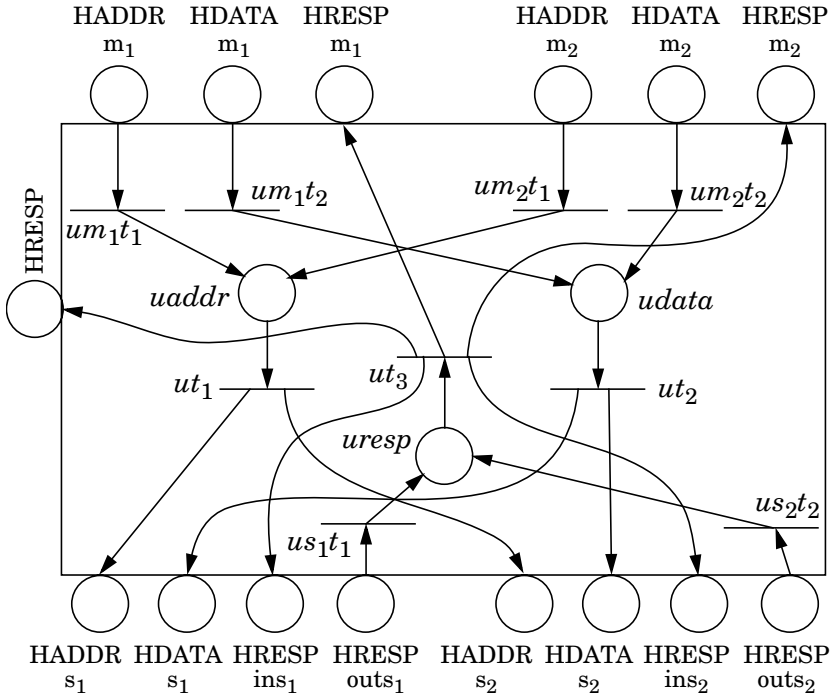 HADDR HDATA HRESP HADDR HDATA HRESP
m₁ m₁ m₁ m₂ m₂ m₂
um₁t₂ um₂t₁ um₂t₂
um₁t₁
HRESP
uaddr udata
ut₁ ut₃ ut₂
uresp
us₂t₂
us₁t₁
HADDR HDATA HRESP HRESP HADDR HDATA HRESP HRESP
s₁ s₁ ins₁ outs₁ s₂ s₂ ins₂ outs₂